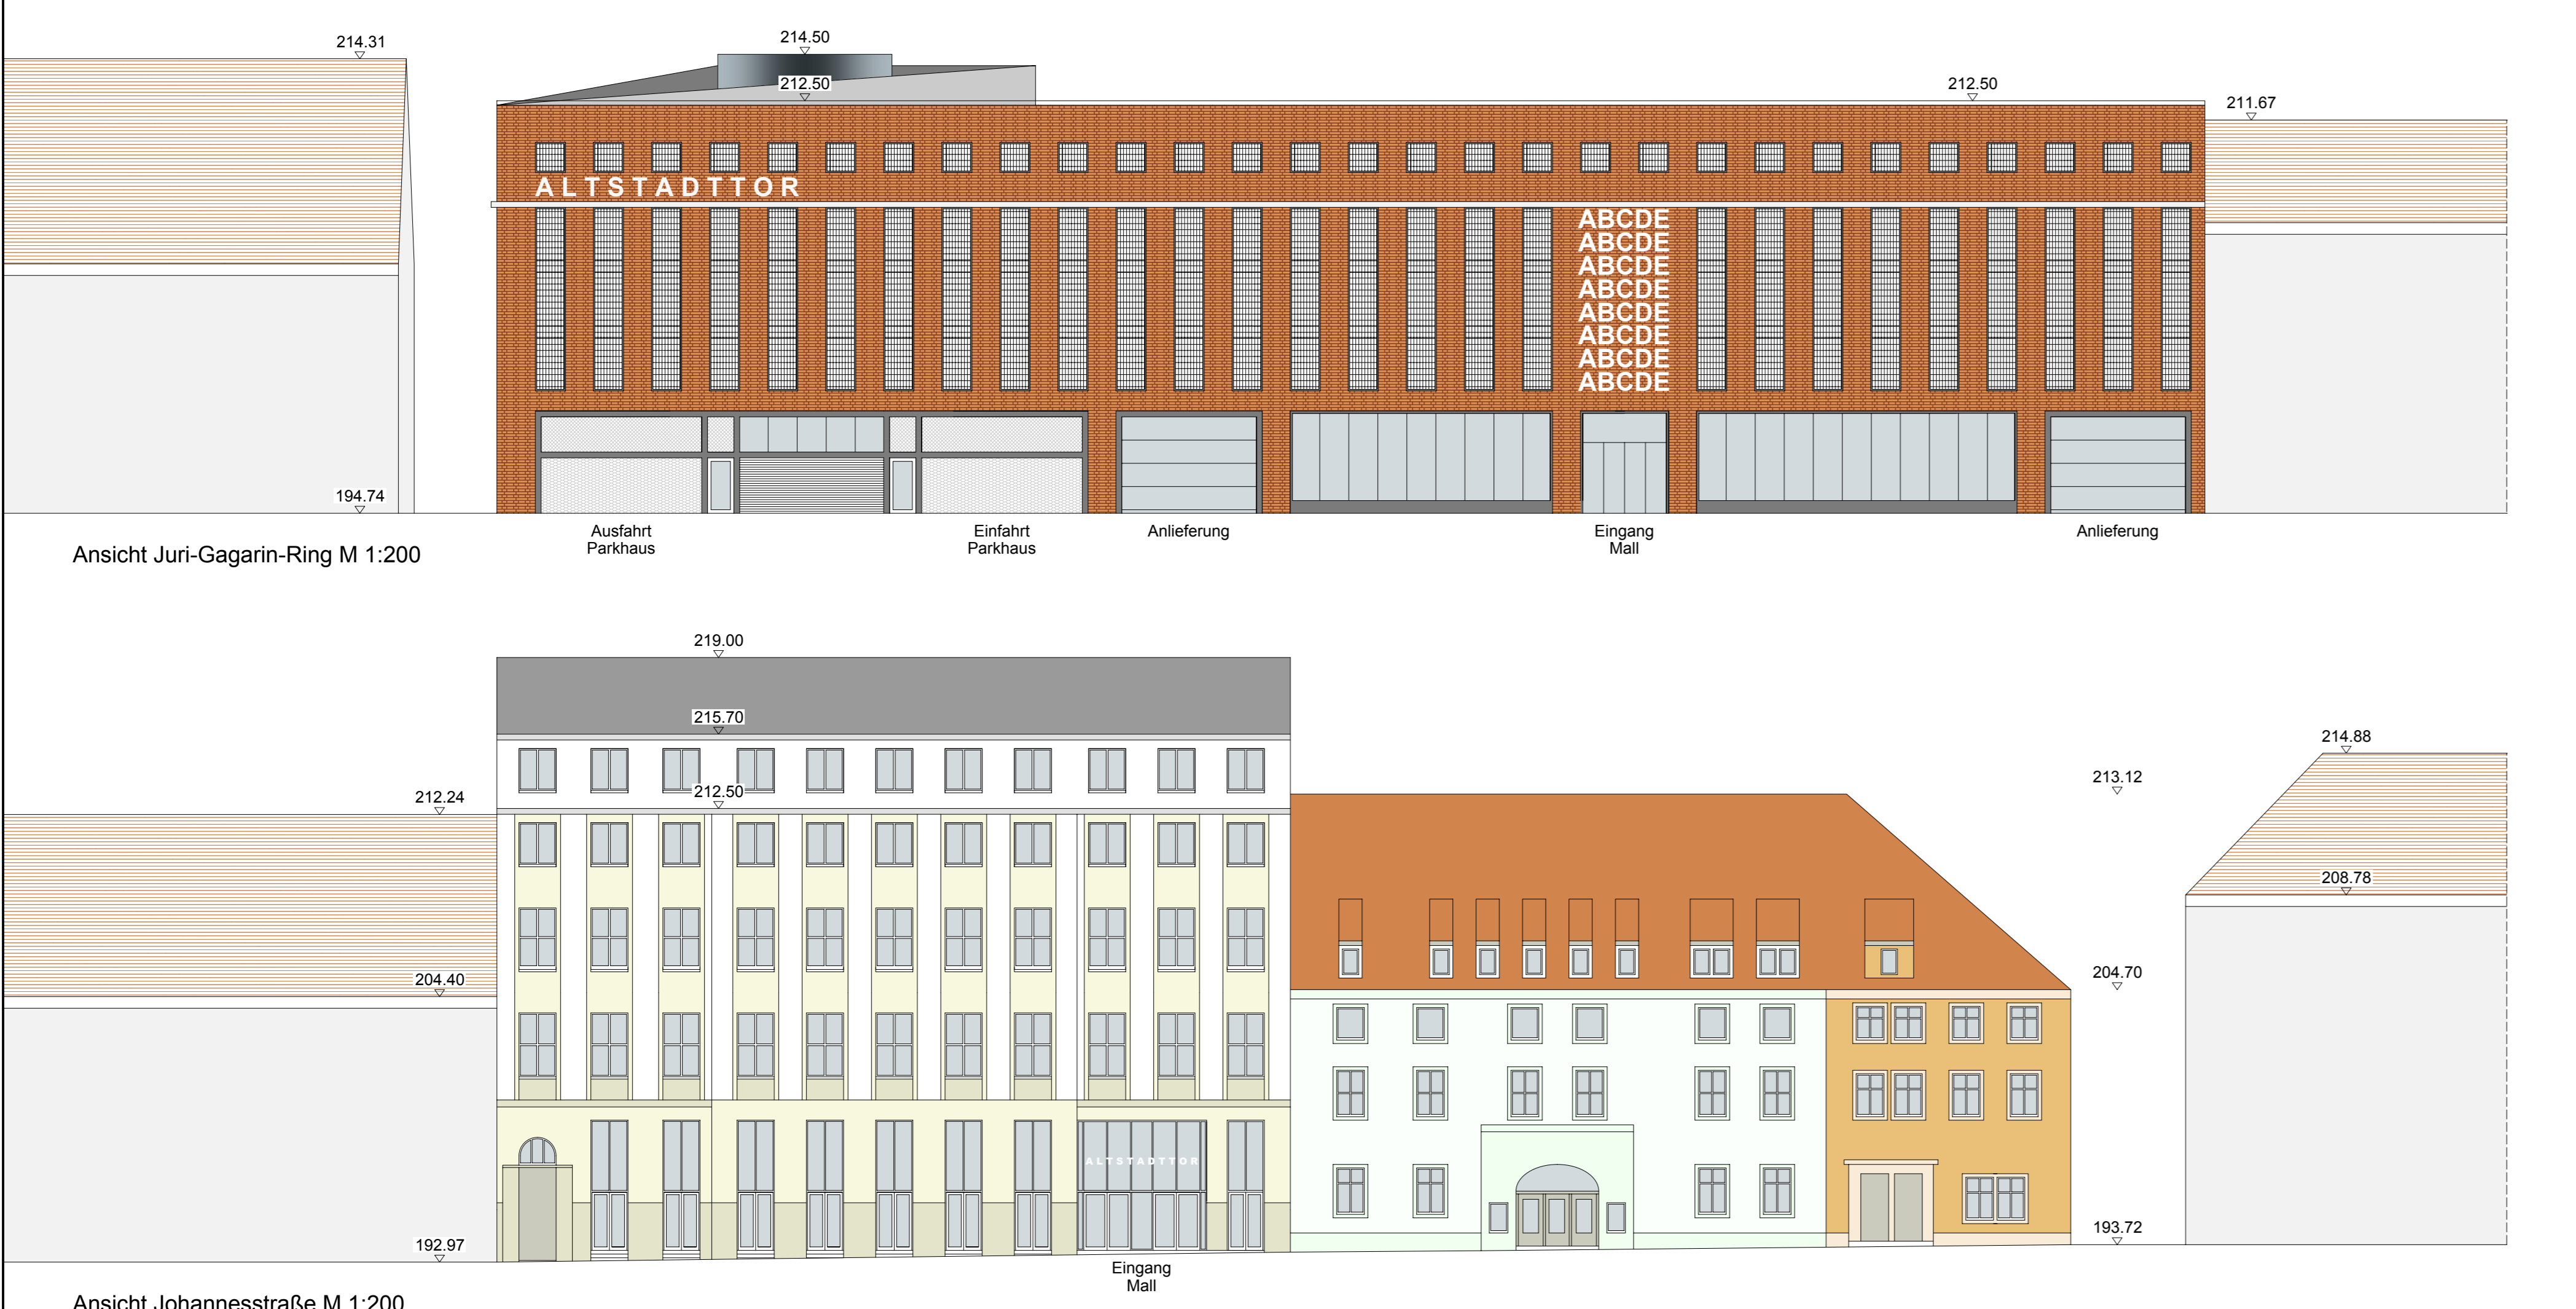 214.31
214.50
212.50
212.50
211.67
ALTSTADTTOR
ABCDE
ABCDE
ABCDE
ABCDE
ABCDE
ABCDE
ABCDE
ABCDE
194.74
Ausfahrt
Parkhaus
Einfahrt
Parkhaus
Anlieferung
Eingang
Mall
Anlieferung
Ansicht Juri-Gagarin-Ring M 1:200
219.00
215.70
212.50
212.24
204.40
192.97
214.88
213.12
208.78
204.70
193.72
ALTSTADTTOR
Eingang
Mall
Ansicht Johannesstraße M 1:200